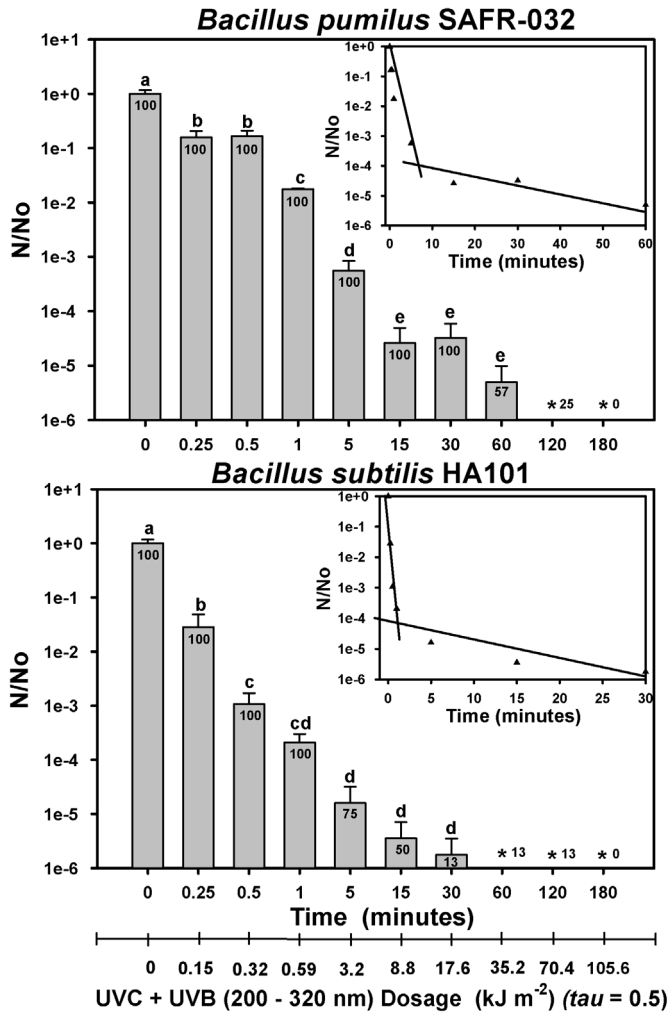 Bacillus pumilus SAFR-032
1e+1
1e+0
1e-1
1e-2
1e-3
1e-4
1e-5
1e-6
N/No
a b b c d e e e
100 100 100 100 100 100 100 57 * 25 * 0
0 0.25 0.5 1 5 15 30 60 120 180
1e+0
1e-1
1e-2
1e-3
1e-4
1e-5
1e-6
N/No
0 10 20 30 40 50 60
Time (minutes)
Bacillus subtilis HA101
1e+1
1e+0
1e-1
1e-2
1e-3
1e-4
1e-5
1e-6
N/No
a b c cd d d d
100 100 100 100 75 50 13 * 13 * 13 * 0
0 0.25 0.5 1 5 15 30 60 120 180
1e+0
1e-1
1e-2
1e-3
1e-4
1e-5
1e-6
N/No
0 5 10 15 20 25 30
Time (minutes)
Time (minutes)
0 0.15 0.32 0.59 3.2 8.8 17.6 35.2 70.4 105.6
UVC + UVB (200 - 320 nm) Dosage (kJ m⁻²) (tau = 0.5)